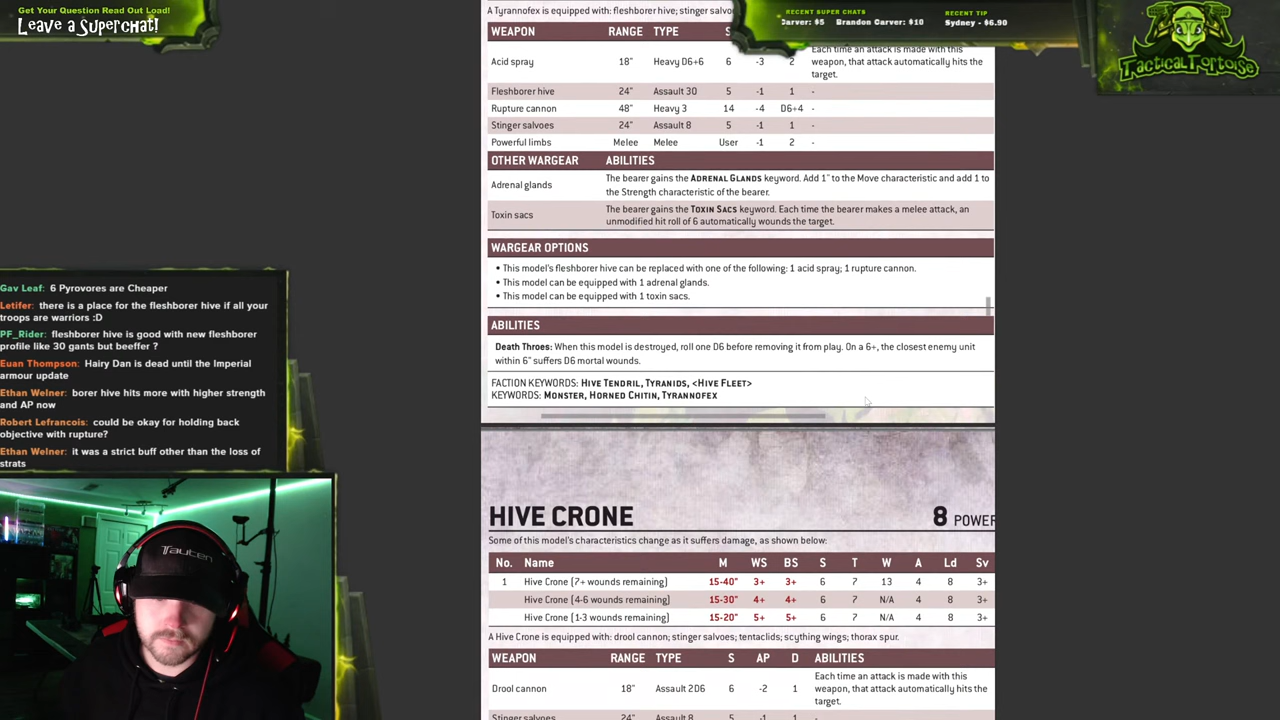 Get Your Question Read Out Loud!
Leave a Superchat!
RECENT SUPER CHATS
Carver: $5 Brandon Carver: $10
RECENT TIP
Sydney - $6.90
TacticalTortoise
A Tyrannofex is equipped with: fleshborer hive; stinger salvoes
WEAPON RANGE TYPE S
Each time an attack is made with this
Acid spray 18" Heavy D6+6 6 -3 2 weapon, that attack automatically hits the
target.
Fleshborer hive 24" Assault 30 5 -1 1 -
Rupture cannon 48" Heavy 3 14 -4 D6+4 -
Stinger salvoes 24" Assault 8 5 -1 1 -
Powerful limbs Melee Melee User -1 2 -
OTHER WARGEAR ABILITIES
Adrenal glands The bearer gains the ADRENAL GLANDS keyword. Add 1" to the Move characteristic and add 1 to
the Strength characteristic of the bearer.
Toxin sacs The bearer gains the TOXIN SACS keyword. Each time the bearer makes a melee attack, an
unmodified hit roll of 6 automatically wounds the target.
WARGEAR OPTIONS
• This model's fleshborer hive can be replaced with one of the following: 1 acid spray; 1 rupture cannon.
• This model can be equipped with 1 adrenal glands.
• This model can be equipped with 1 toxin sacs.
ABILITIES
Death Throes: When this model is destroyed, roll one D6 before removing it from play. On a 6+, the closest enemy unit
within 6" suffers D6 mortal wounds.
FACTION KEYWORDS: HIVE TENDRIL, TYRANIDS, <HIVE FLEET>
KEYWORDS: MONSTER, HORNED CHITIN, TYRANNOFEX
HIVE CRONE 8 POWER
Some of this model's characteristics change as it suffers damage, as shown below:
No. Name M WS BS S T W A Ld Sv
1 Hive Crone (7+ wounds remaining) 15-40" 3+ 3+ 6 7 13 4 8 3+
Hive Crone (4-6 wounds remaining) 15-30" 4+ 4+ 6 7 N/A 4 8 3+
Hive Crone (1-3 wounds remaining) 15-20" 5+ 5+ 6 7 N/A 4 8 3+
A Hive Crone is equipped with: drool cannon; stinger salvoes; tentaclids; scything wings; thorax spur.
WEAPON RANGE TYPE S AP D ABILITIES
Each time an attack is made with this
Drool cannon 18" Assault 2D6 6 -2 1 weapon, that attack automatically hits the
target.
Stinger salvoes 24" Assault 8 5 -1 1 -
Gav Leaf: 6 Pyrovores are Cheaper
Letifer: there is a place for the fleshborer hive if all your
troops are warriors :D
PF_Rider: fleshborer hive is good with new fleshborer
profile like 30 gants but beeffer ?
Euan Thompson: Hairy Dan is dead until the Imperial
armour update
Ethan Welner: borer hive hits more with higher strength
and AP now
Robert Lefrancois: could be okay for holding back
objective with rupture?
Ethan Welner: it was a strict buff other than the loss of
strats
Tauten